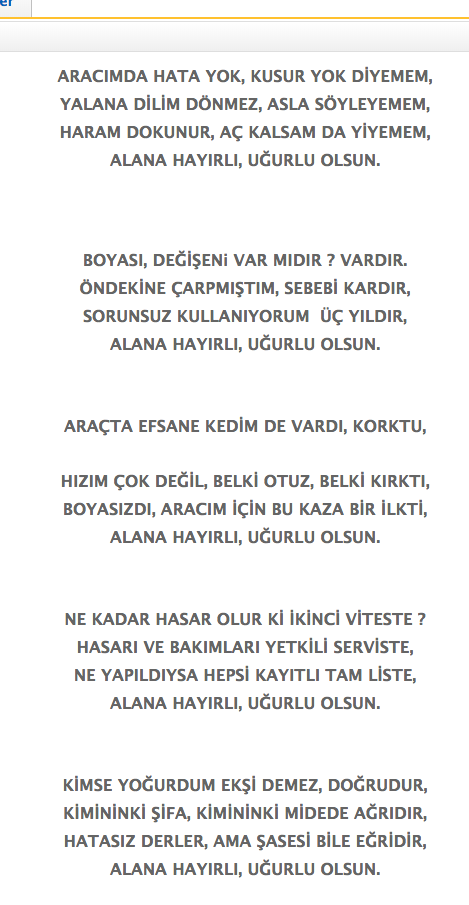 er
ARACIMDA HATA YOK, KUSUR YOK DİYEMEM,
YALANA DİLİM DÖNMEZ, ASLA SÖYLEYEMEM,
HARAM DOKUNUR, AÇ KALSAM DA YİYEMEM,
ALANA HAYIRLI, UĞURLU OLSUN.
BOYASI, DEĞİŞENi VAR MIDIR ? VARDIR.
ÖNDEKİNE ÇARPMIŞTIM, SEBEBİ KARDIR,
SORUNSUZ KULLANIYORUM  ÜÇ YILDIR,
ALANA HAYIRLI, UĞURLU OLSUN.
ARAÇTA EFSANE KEDİM DE VARDI, KORKTU,
HIZIM ÇOK DEĞİL, BELKİ OTUZ, BELKİ KIRKTI,
BOYASIZDI, ARACIM İÇİN BU KAZA BİR İLKTİ,
ALANA HAYIRLI, UĞURLU OLSUN.
NE KADAR HASAR OLUR Kİ İKİNCİ VİTESTE ?
HASARI VE BAKIMLARI YETKİLİ SERVİSTE,
NE YAPILDIYSA HEPSİ KAYITLI TAM LİSTE,
ALANA HAYIRLI, UĞURLU OLSUN.
KİMSE YOĞURDUM EKŞİ DEMEZ, DOĞRUDUR,
KİMİNİNKİ ŞİFA, KİMİNİNKİ MİDEDE AĞRIDIR,
HATASIZ DERLER, AMA ŞASESİ BİLE EĞRİDİR,
ALANA HAYIRLI, UĞURLU OLSUN.